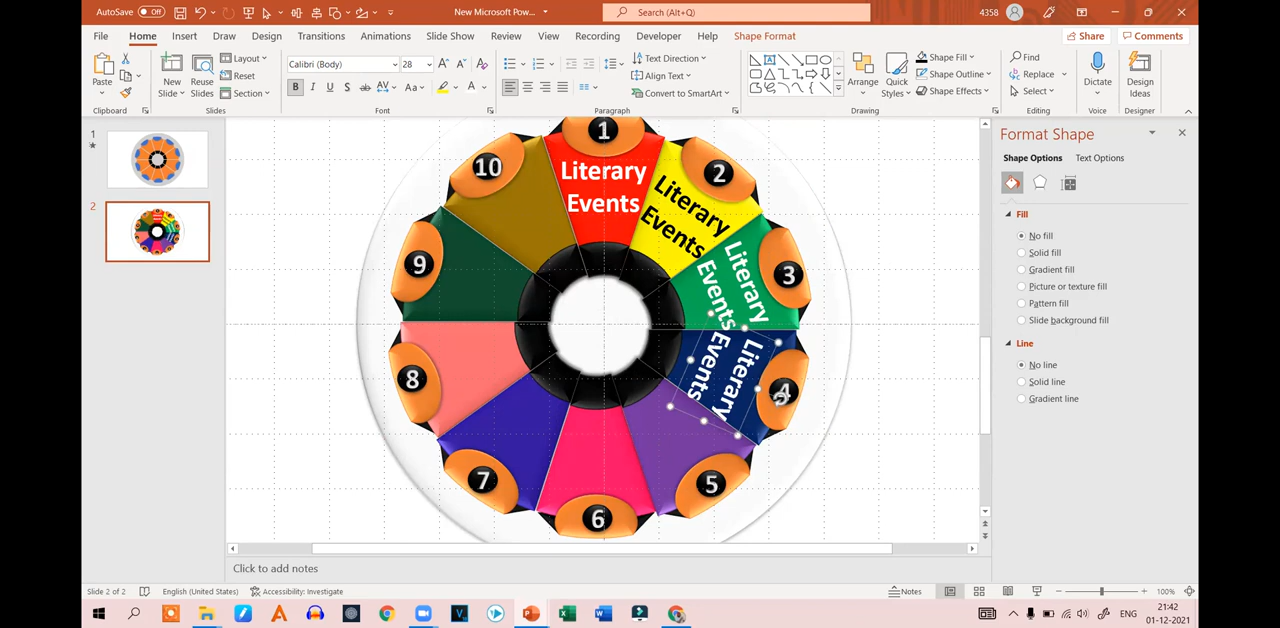 AutoSave Off
New Microsoft Pow...
Search (Alt+Q)
4358
File Home Insert Draw Design Transitions Animations Slide Show Review View Recording Developer Help Shape Format
Share Comments
Paste
New Slide
Reuse Slides
Layout
Reset
Section
Calibri (Body) 28
B I U S ab AV Aa A
Text Direction
Align Text
Convert to SmartArt
Arrange
Quick Styles
Shape Fill
Shape Outline
Shape Effects
Find
Replace
Select
Dictate
Design Ideas
Clipboard Slides Font Paragraph Drawing Editing Voice Designer
1
2
1
Literary
Events
2
Literary
Events
3
Literary
Events
4
Literary
Events
5
6
7
8
9
10
Format Shape
Shape Options Text Options
Fill
No fill
Solid fill
Gradient fill
Picture or texture fill
Pattern fill
Slide background fill
Line
No line
Solid line
Gradient line
Click to add notes
Slide 2 of 2 English (United States) Accessibility: Investigate Notes 100%
ENG
21:42
01-12-2021